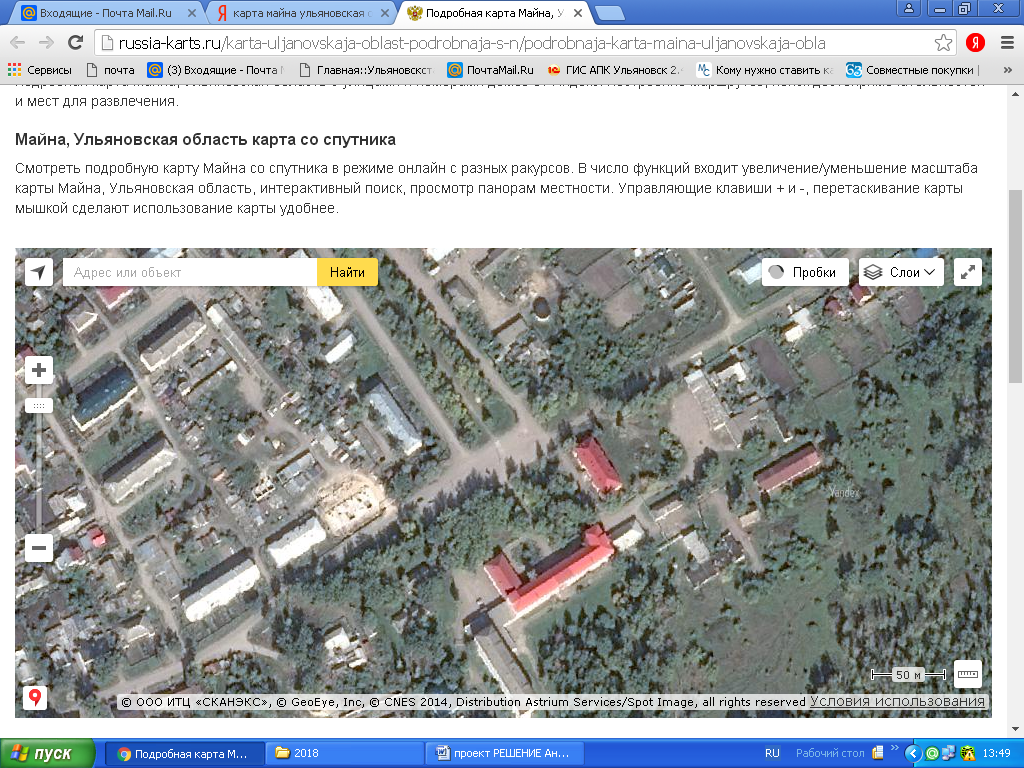 Входящие - Почта Mail.Ru
карта майна ульяновская
Подробная карта Майна, У
russia-karts.ru/karta-uljanovskaja-oblast-podrobnaja-s-n/podrobnaja-karta-maina-uljanovskaja-obla
Сервисы
почта
(3) Входящие - Почта
Главная::Ульяновскст
ПочтаMail.Ru
ГИС АПК Ульяновск 2.
Кому нужно ставить ка
Совместные покупки |
и мест для развлечения.
Майна, Ульяновская область карта со спутника
Смотреть подробную карту Майна со спутника в режиме онлайн с разных ракурсов. В число функций входит увеличение/уменьшение масштаба
карты Майна, Ульяновская область, интерактивный поиск, просмотр панорам местности. Управляющие клавиши + и -, перетаскивание карты
мышкой сделают использование карты удобнее.
Адрес или объект
Найти
Пробки
Слои
Yandex
50 м
© ООО ИТЦ «СКАНЭКС», © GeoEye, Inc, © CNES 2014, Distribution Astrium Services/Spot Image, all rights reserved Условия использования
пуск
Подробная карта М...
2018
проект РЕШЕНИЕ Ан...
RU
Рабочий стол
13:49